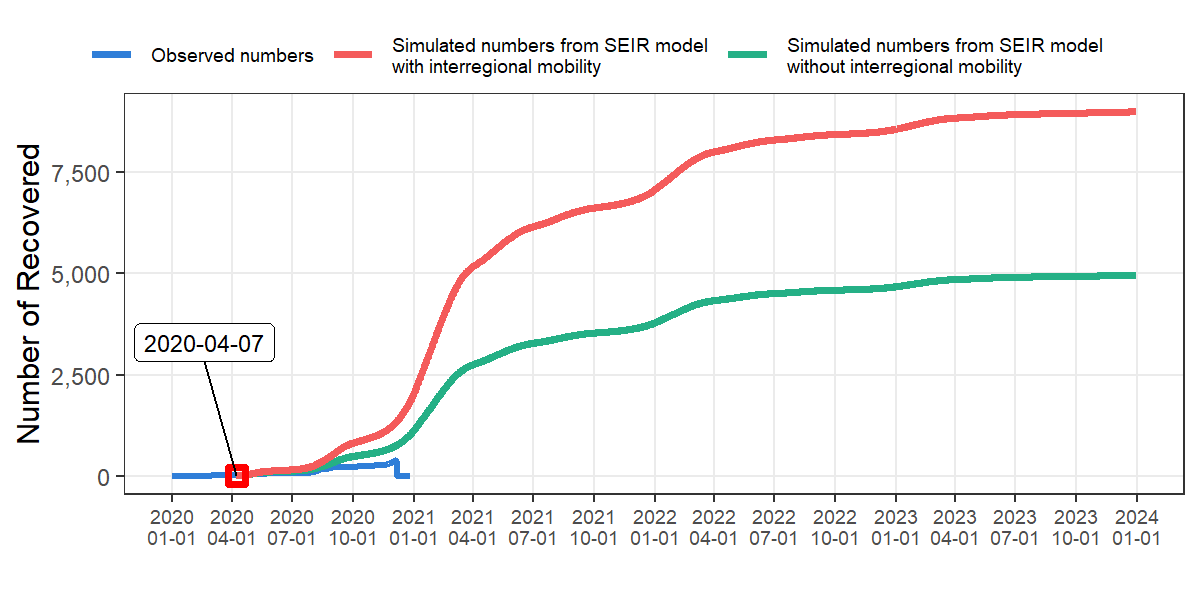 Observed numbers
Simulated numbers from SEIR model
with interregional mobility
Simulated numbers from SEIR model
without interregional mobility
Number of Recovered
7,500
5,000
2,500
0
2020-04-07
2020 2020 2020 2020 2021 2021 2021 2021 2022 2022 2022 2022 2023 2023 2023 2023 2024
01-01 04-01 07-01 10-01 01-01 04-01 07-01 10-01 01-01 04-01 07-01 10-01 01-01 04-01 07-01 10-01 01-01